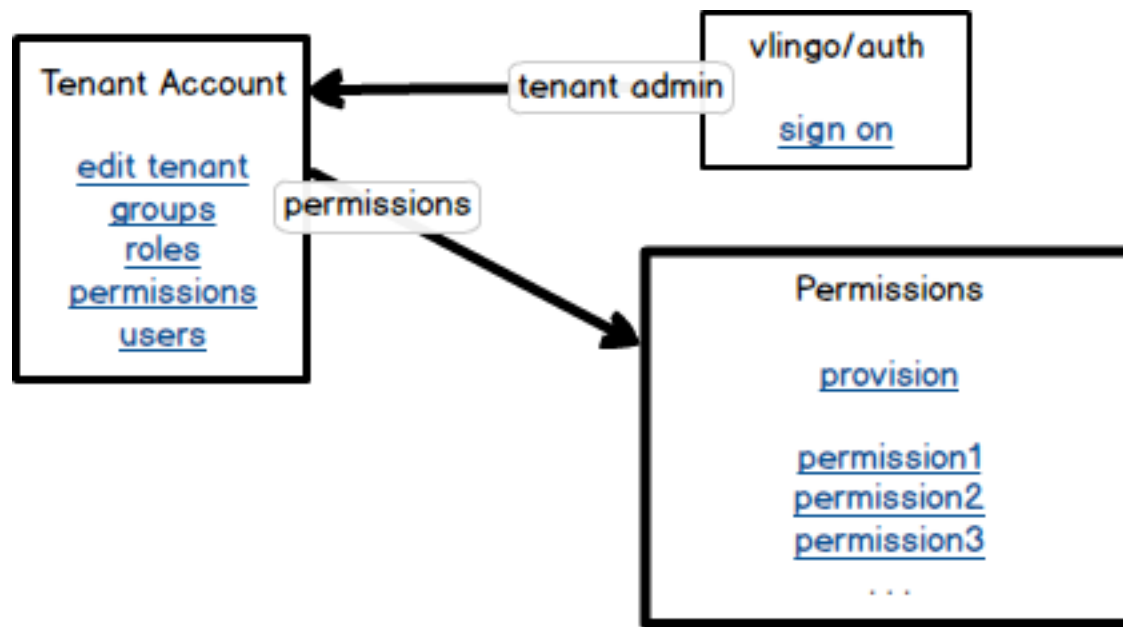 Tenant Account
edit tenant
groups
roles
permissions
users
tenant admin
vlingo/auth
sign on
permissions
Permissions
provision
permission1
permission2
permission3
...